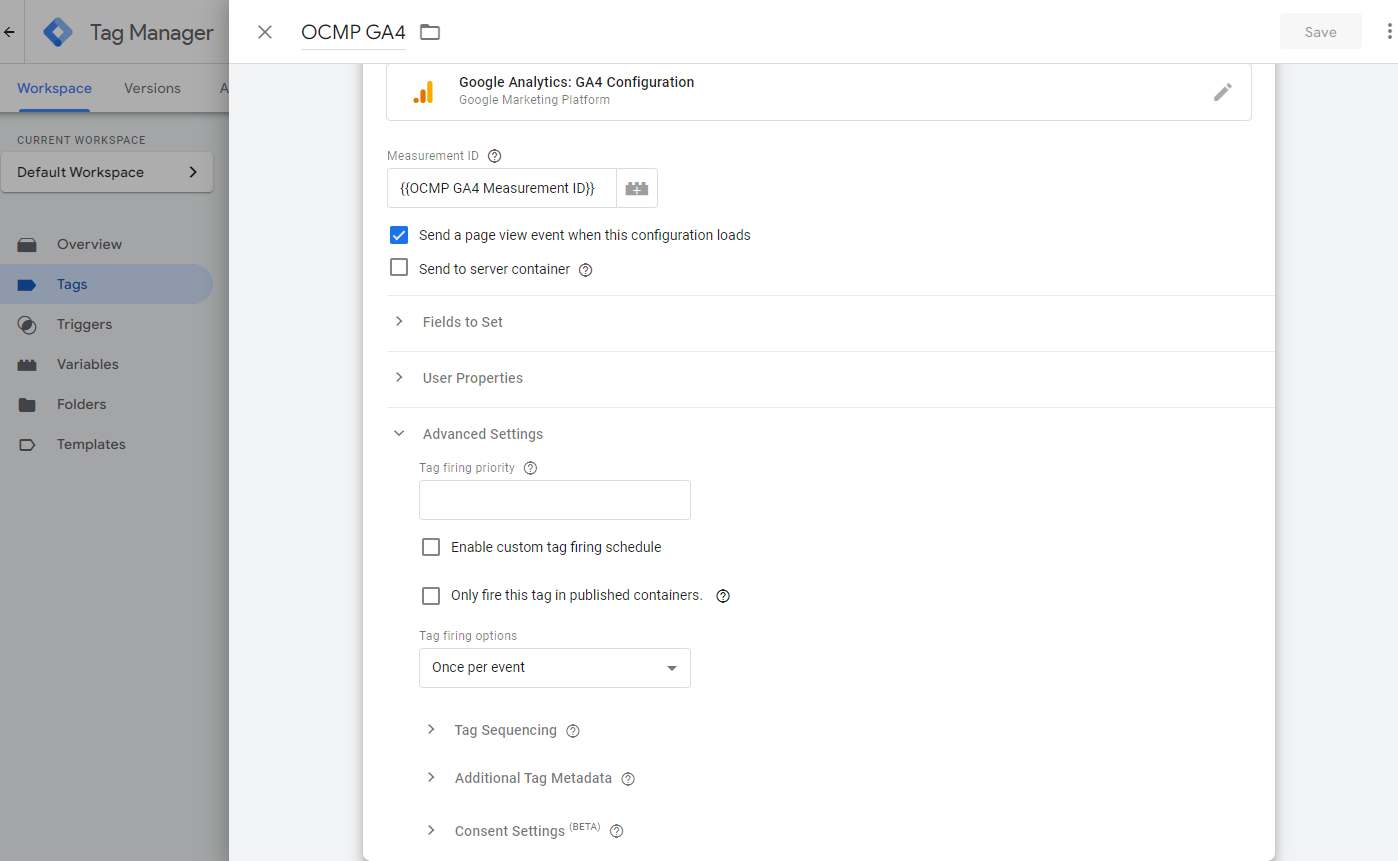 Tag Manager
OCMP GA4
Save
Workspace
Versions
A
CURRENT WORKSPACE
Default Workspace
Overview
Tags
Triggers
Variables
Folders
Templates
Google Analytics: GA4 Configuration
Google Marketing Platform
Measurement ID
{{OCMP GA4 Measurement ID}}
Send a page view event when this configuration loads
Send to server container
Fields to Set
User Properties
Advanced Settings
Tag firing priority
Enable custom tag firing schedule
Only fire this tag in published containers.
Tag firing options
Once per event
Tag Sequencing
Additional Tag Metadata
Consent Settings (BETA)